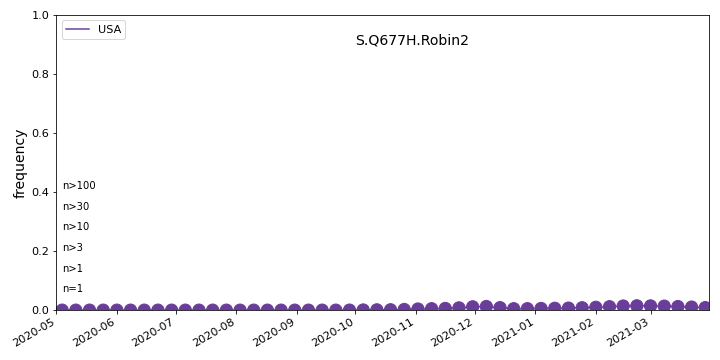 S.Q677H.Robin2
USA
frequency
1.0
0.8
0.6
0.4
0.2
0.0
n>100
n>30
n>10
n>3
n>1
n=1
2020-05
2020-06
2020-07
2020-08
2020-09
2020-10
2020-11
2020-12
2021-01
2021-02
2021-03